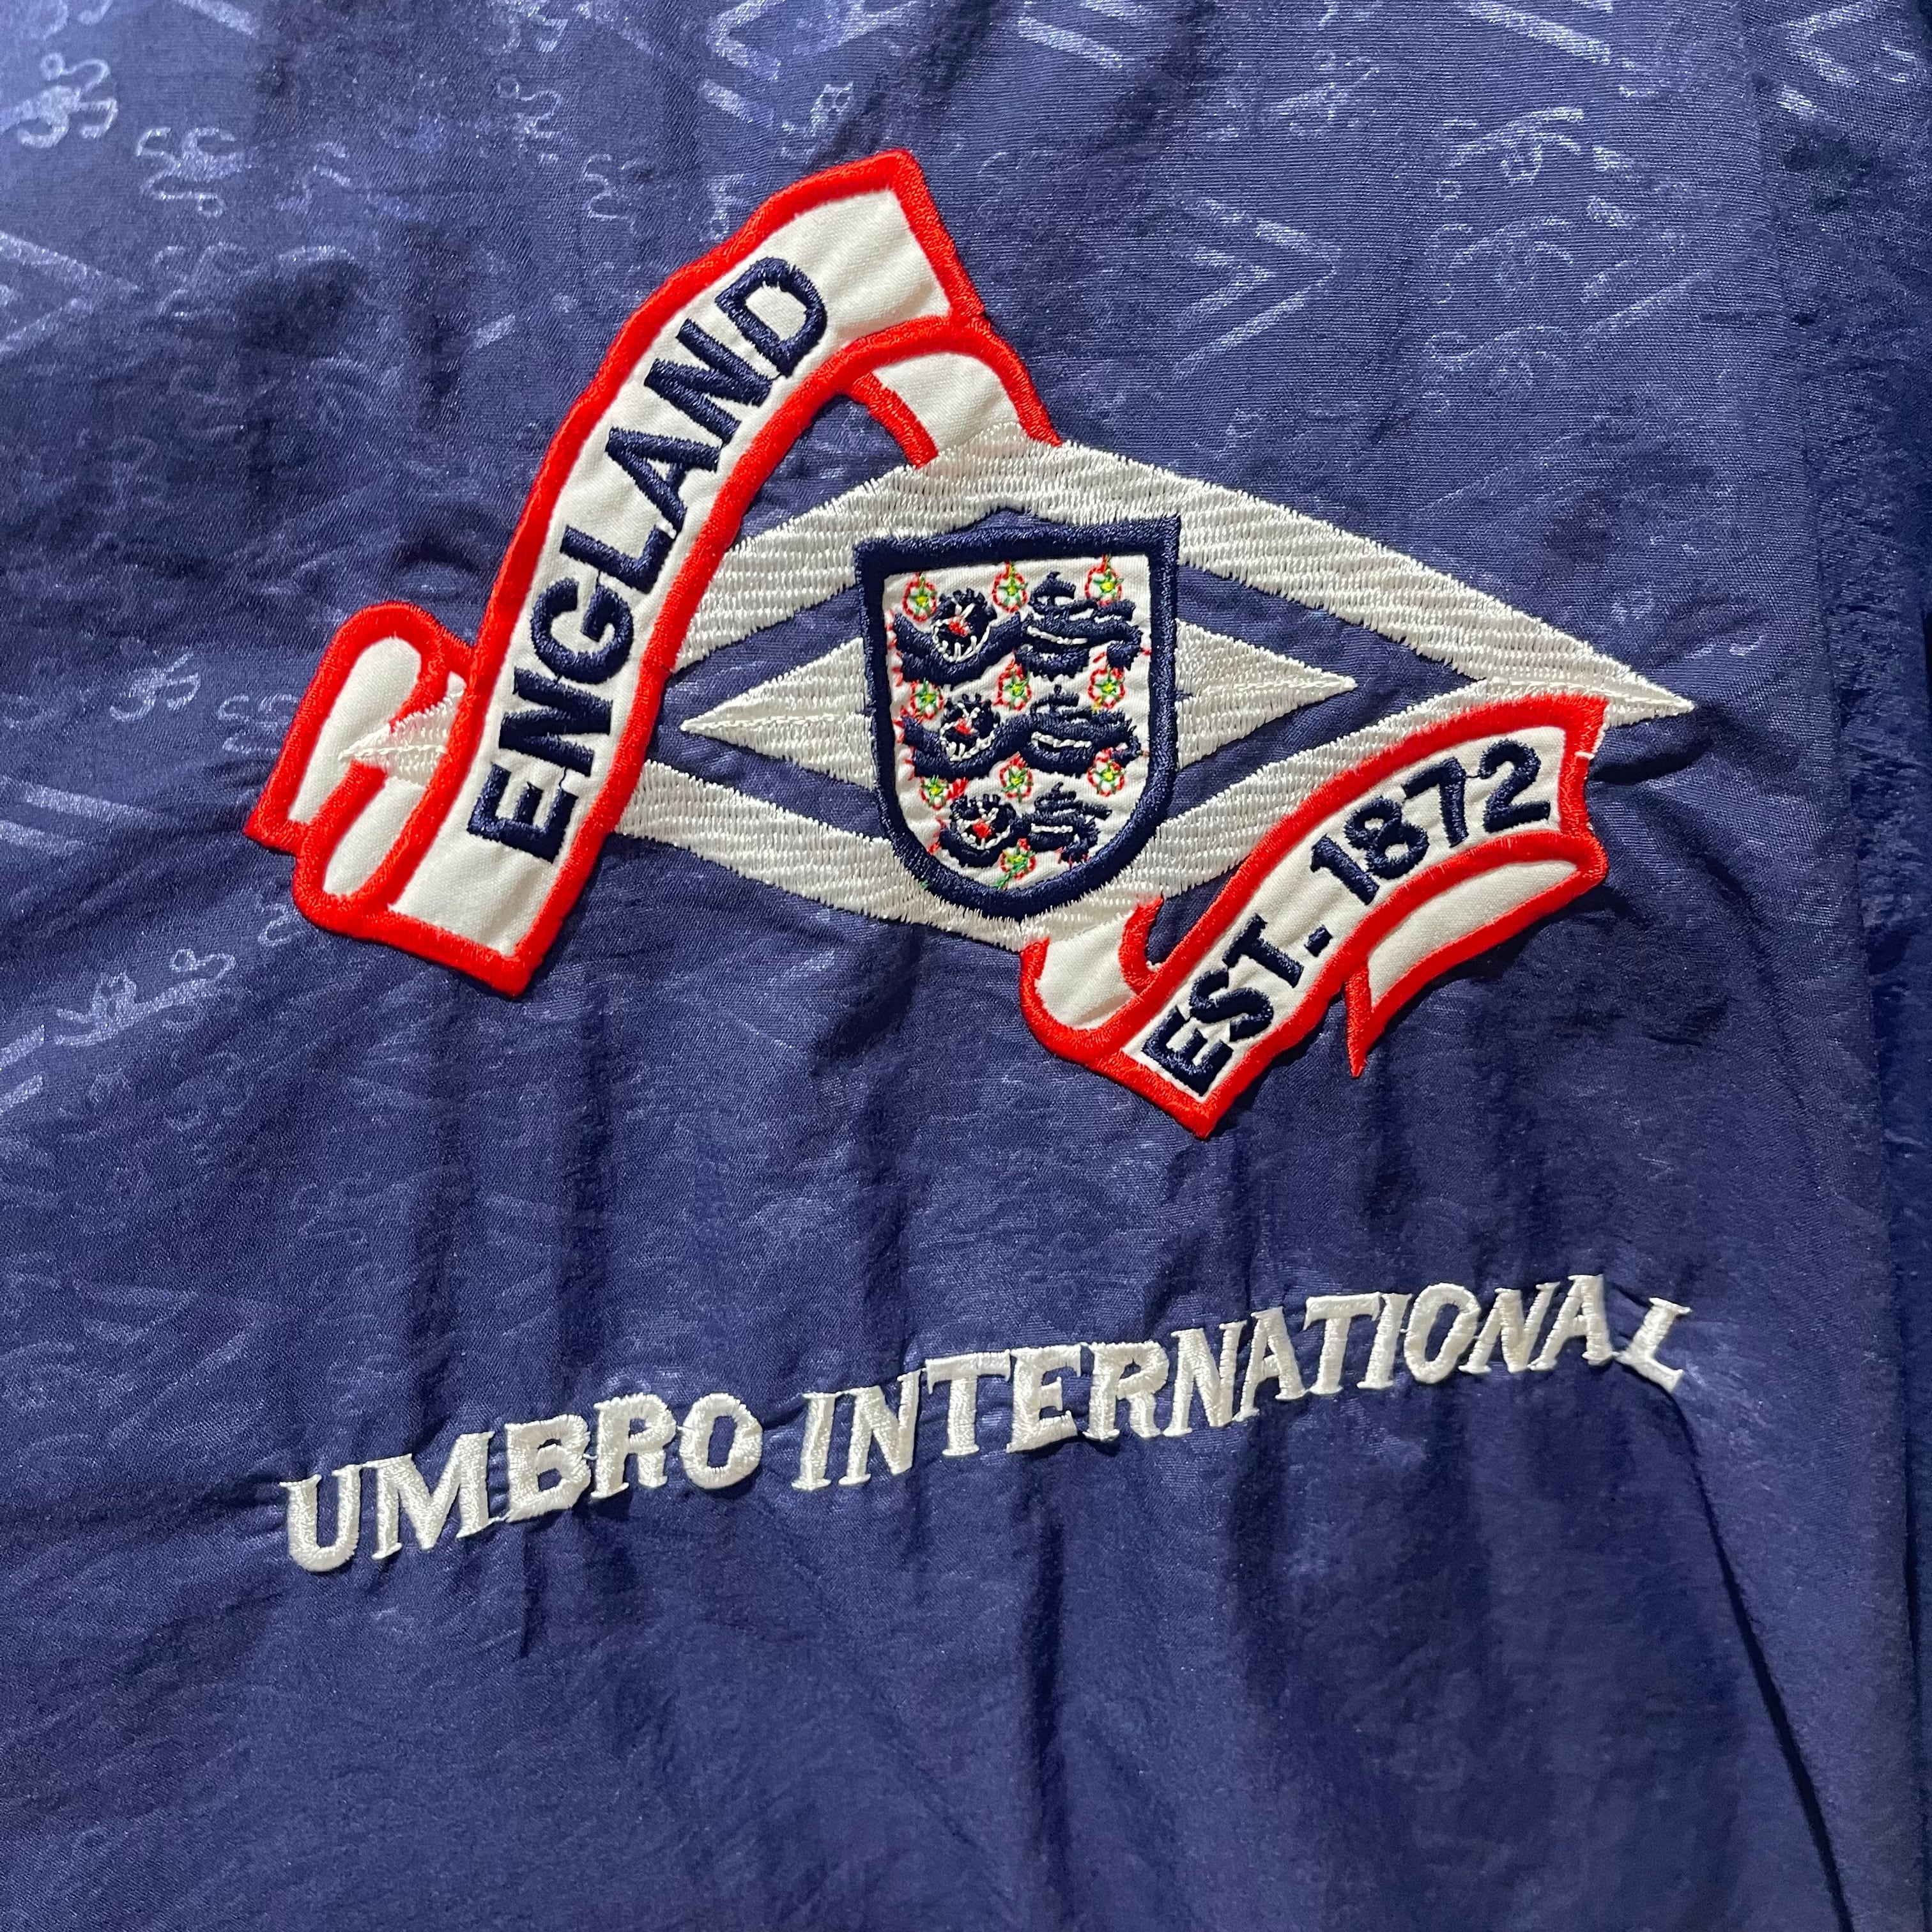 ENGLAND
EST. 1872
UMBRO INTERNATIONAL